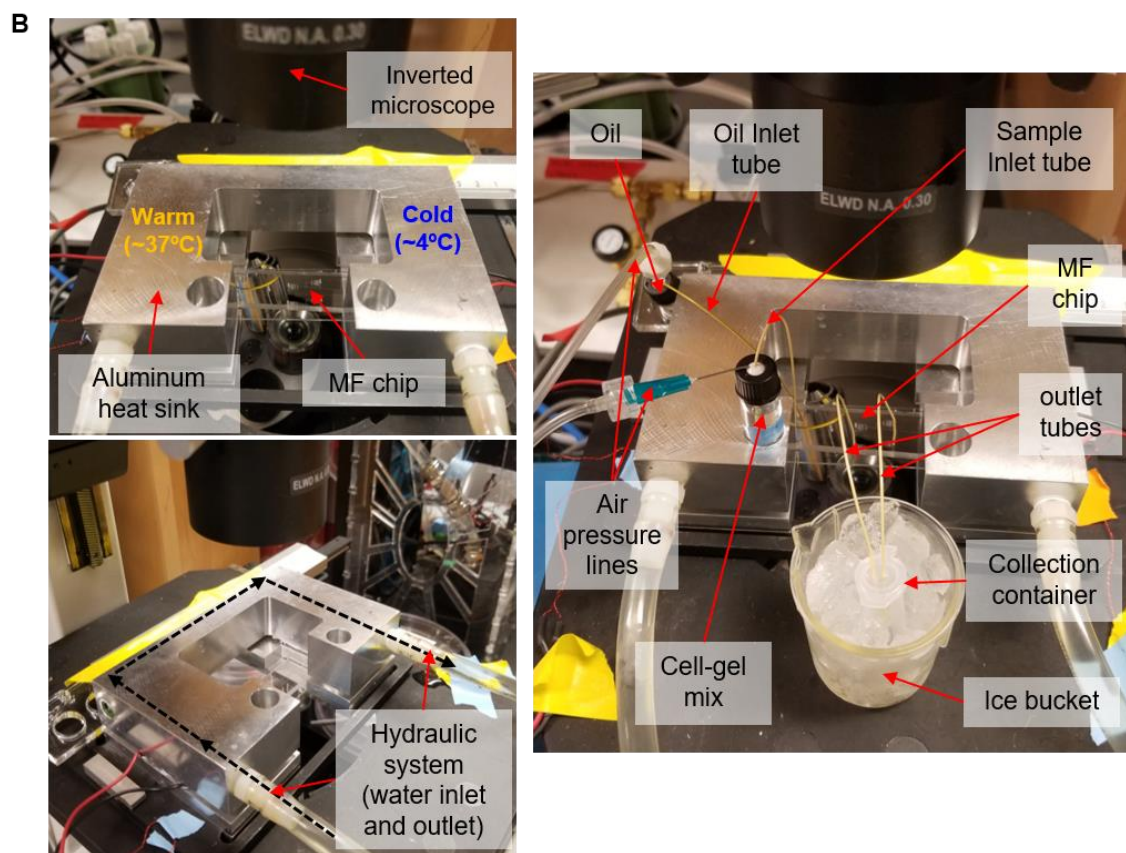 B
ELWD N.A. 0.30
Inverted
microscope
Warm
(~37ºC)
Cold
(~4ºC)
Aluminum
heat sink
MF chip
ELWD N.A
Hydraulic
system
(water inlet
and outlet)
Oil
Oil Inlet
tube
Sample
Inlet tube
ELWD N.A. 0.30
MF
chip
outlet
tubes
Air
pressure
lines
Collection
container
Cell-gel
mix
Ice bucket